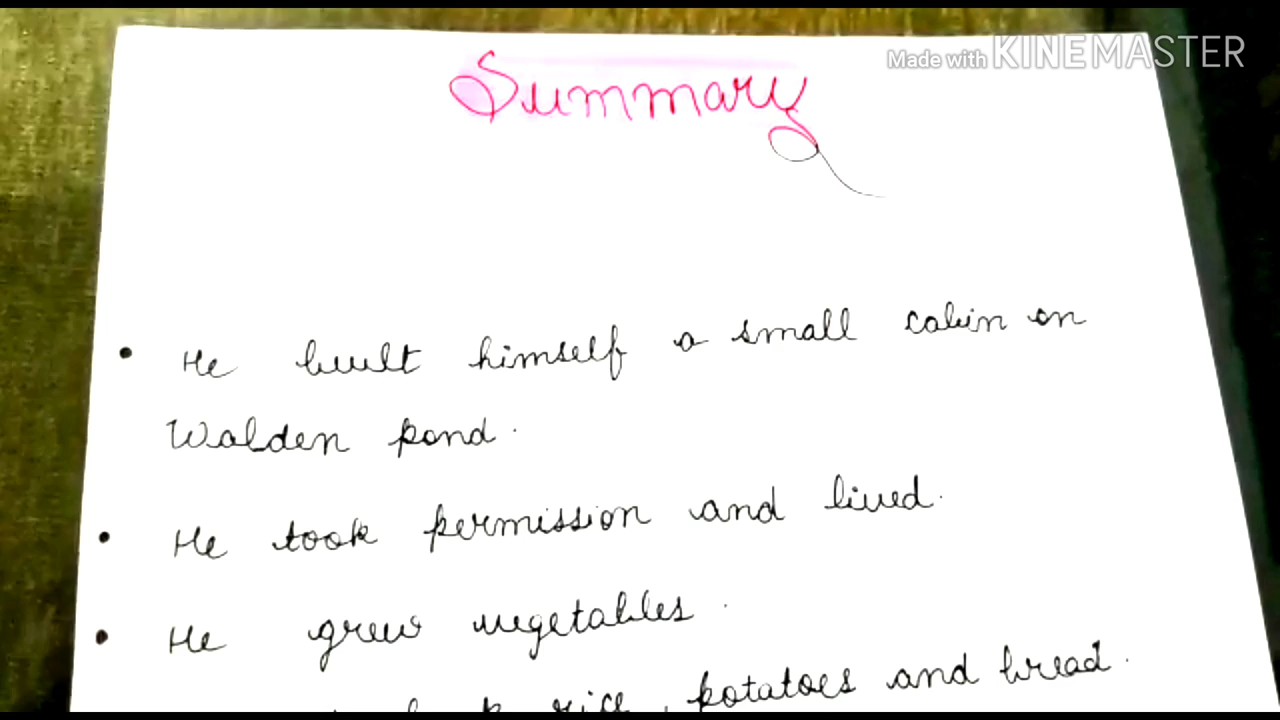 Made with KINEMASTER
Summary
• He built himself a small cabin on
Walden pond.
• He took permission and lived.
• He grew vegetables.
rice, potatoes and bread.